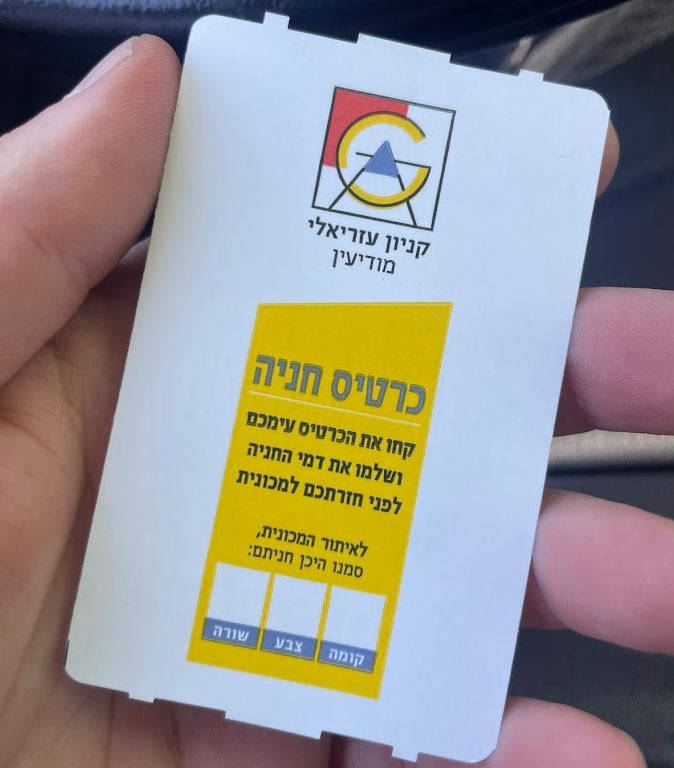 קניון עזריאלי
מודיעין
כרטיס חניה
קחו את הכרטיס עימכם
ושלמו את דמי החניה
לפני חזרתכם למכונית
לאיתור המכונית,
סמנו היכן חניתם:
קומה צבע שורה